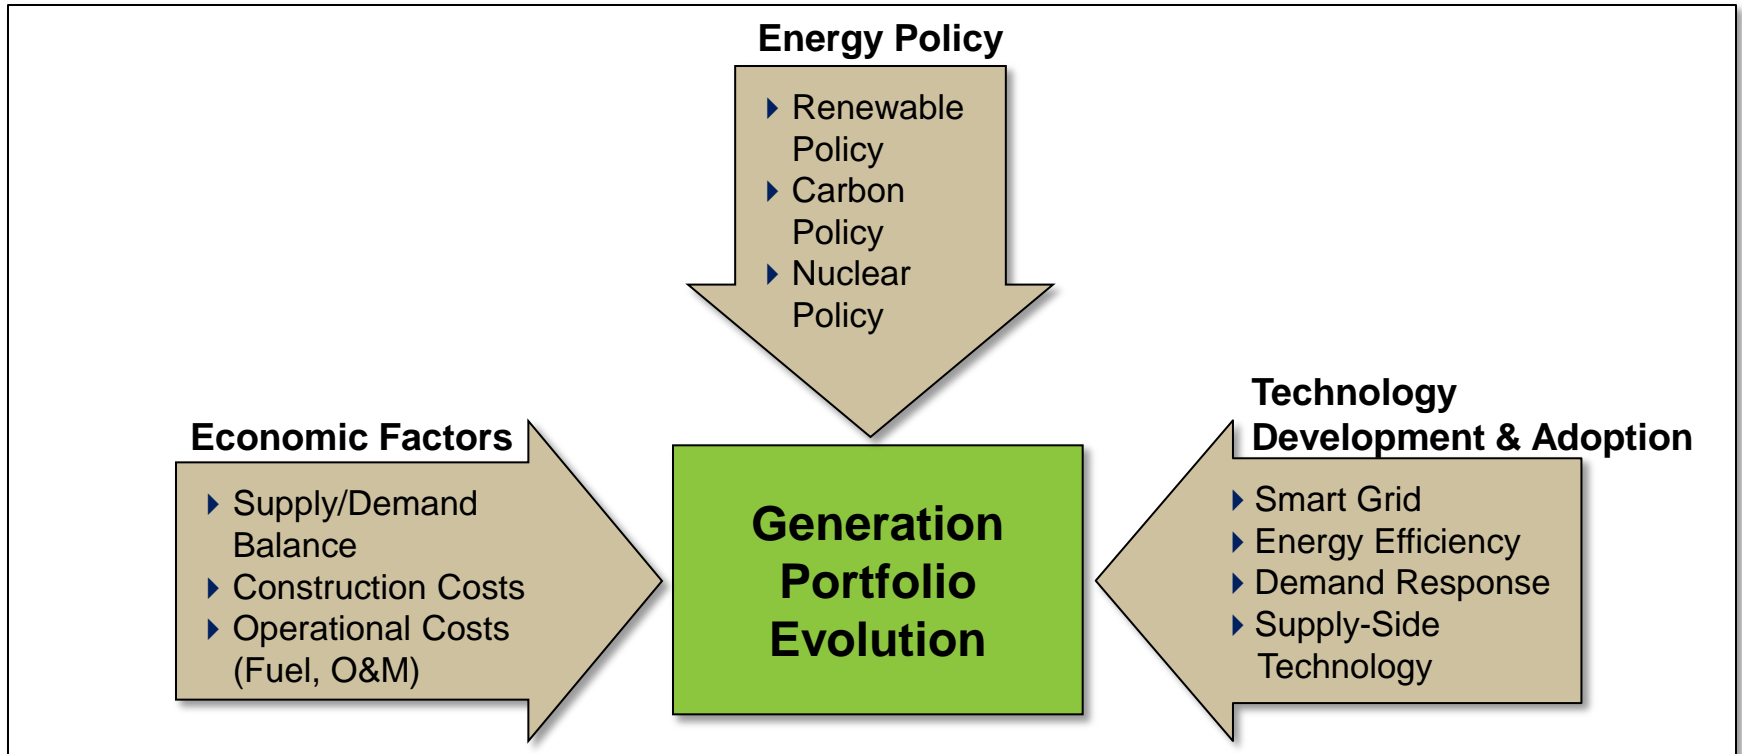 Energy Policy
Renewable
Policy
Carbon
Policy
Nuclear
Policy
Economic Factors
Supply/Demand
Balance
Construction Costs
Operational Costs
(Fuel, O&M)
Generation
Portfolio
Evolution
Technology
Development & Adoption
Smart Grid
Energy Efficiency
Demand Response
Supply-Side
Technology